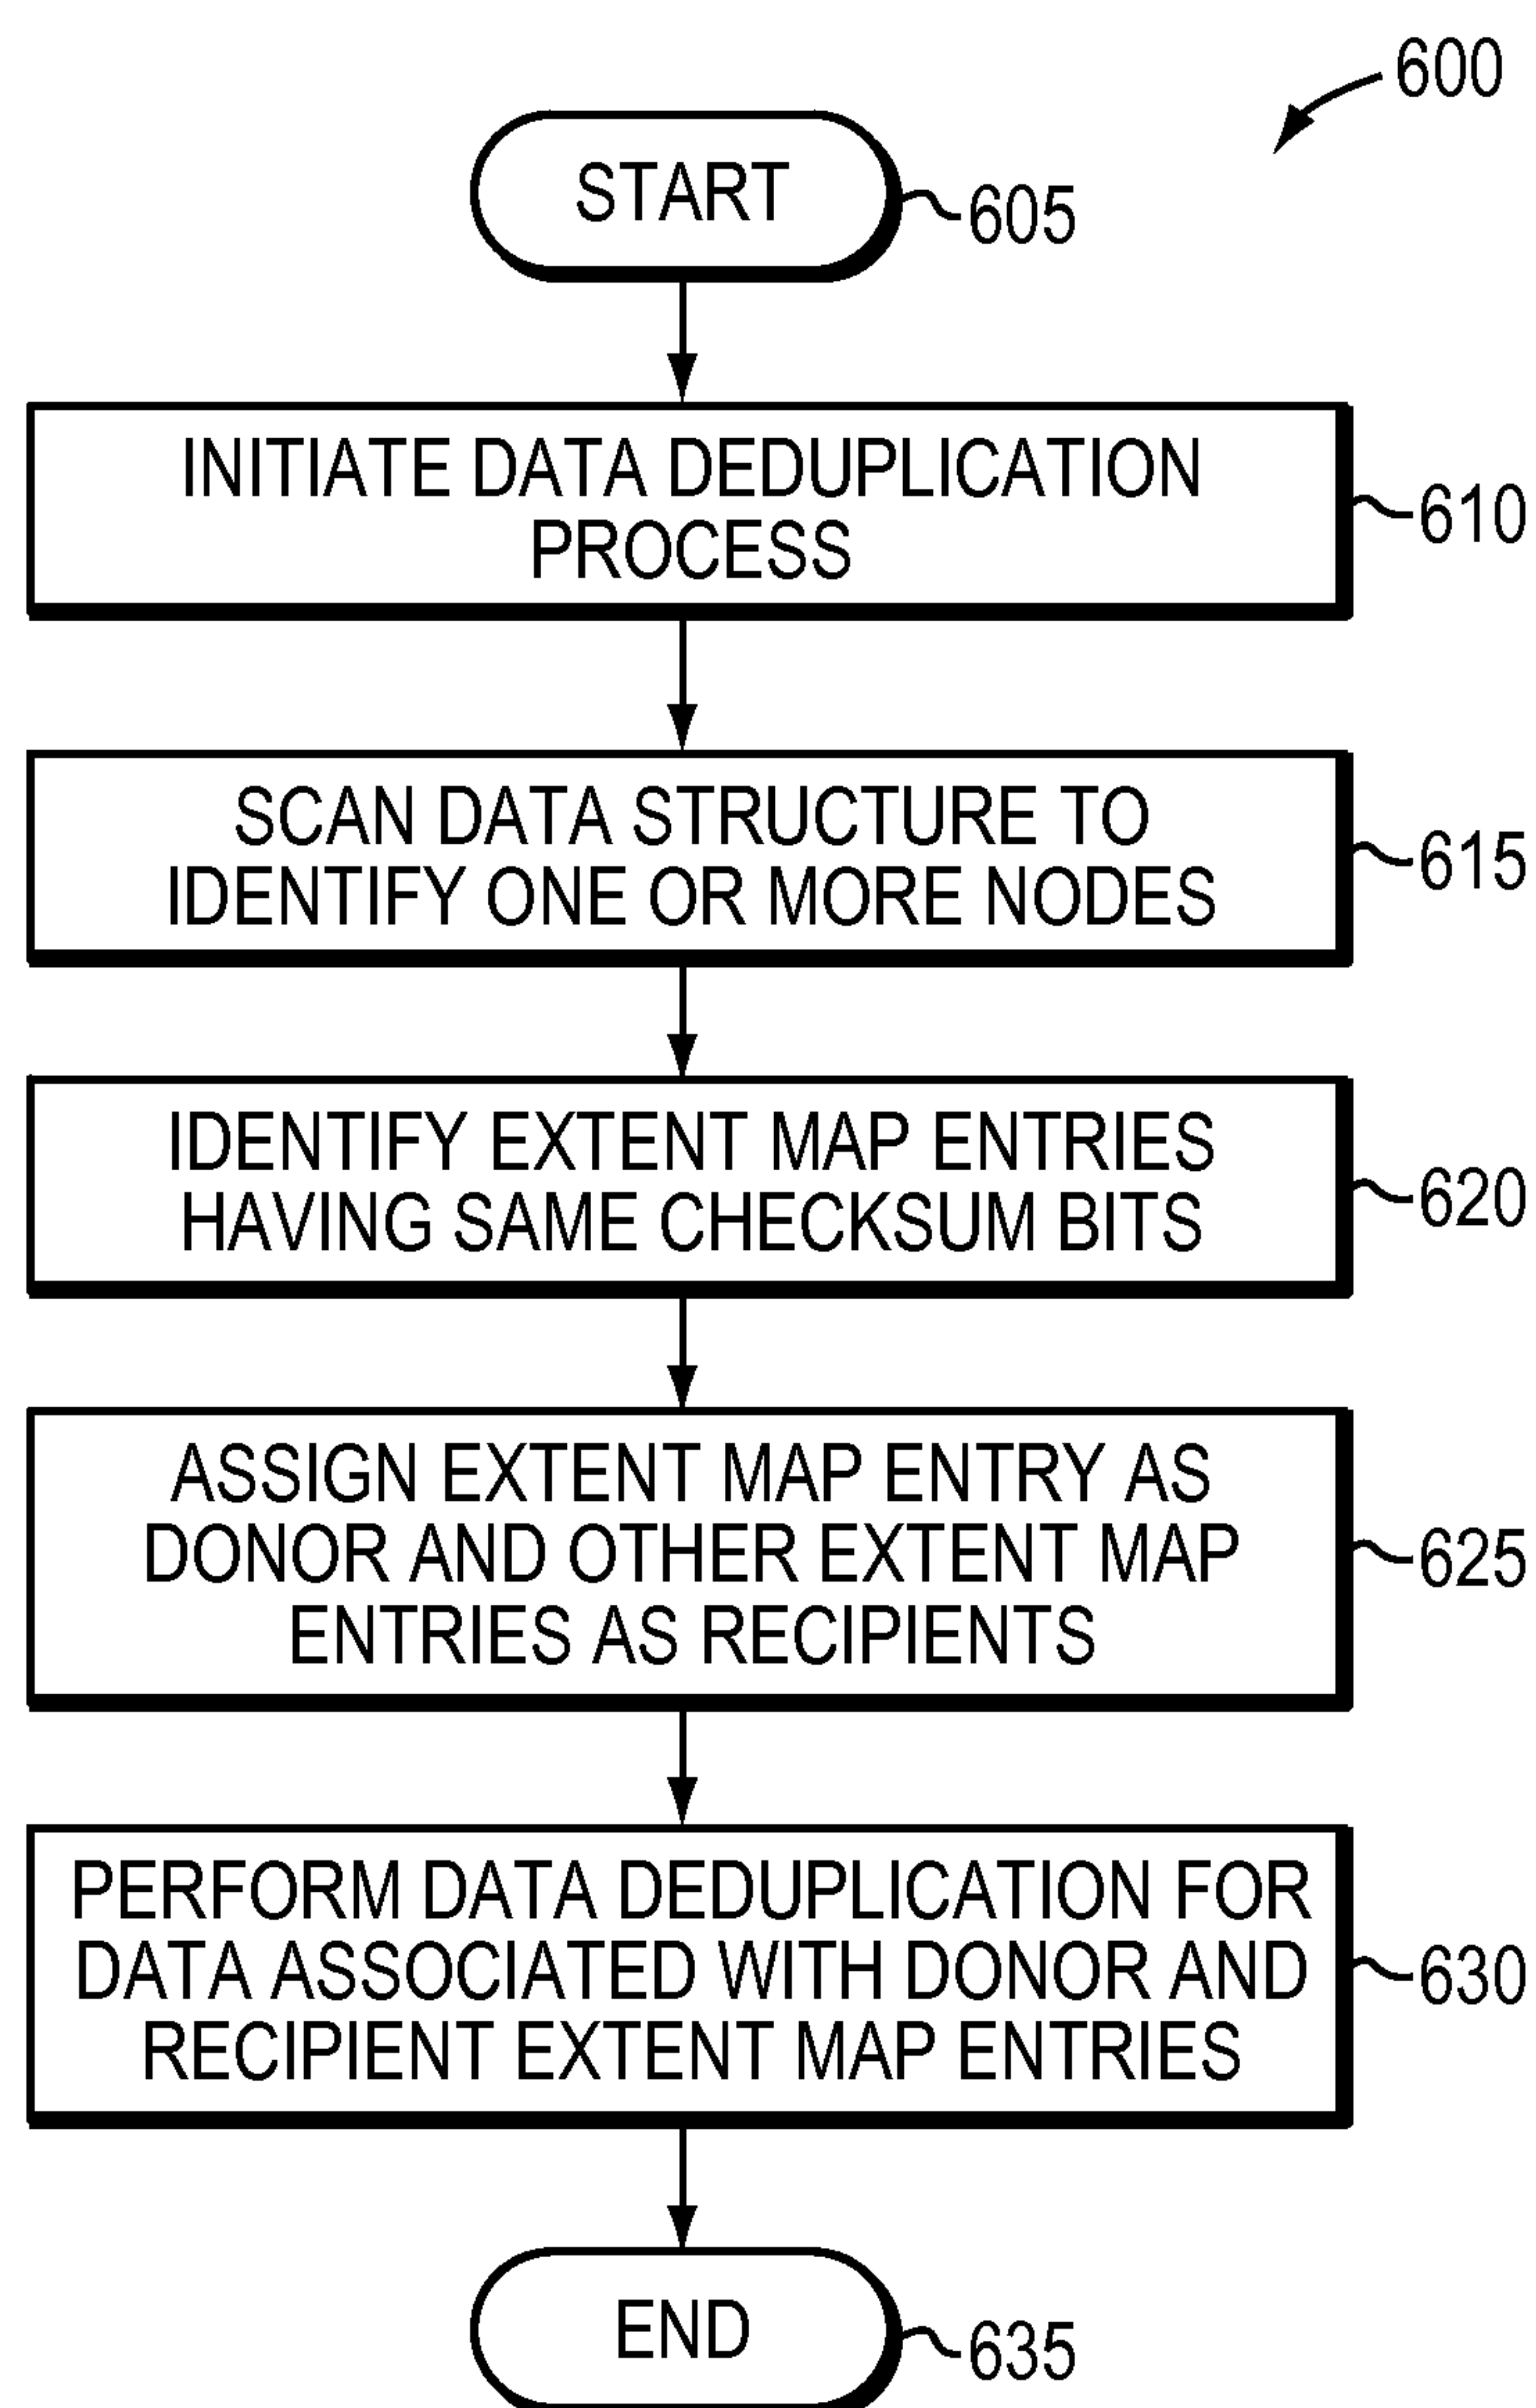 600
START
605
INITIATE DATA DEDUPLICATION
PROCESS
610
SCAN DATA STRUCTURE TO
IDENTIFY ONE OR MORE NODES
615
IDENTIFY EXTENT MAP ENTRIES
HAVING SAME CHECKSUM BITS
620
ASSIGN EXTENT MAP ENTRY AS
DONOR AND OTHER EXTENT MAP
ENTRIES AS RECIPIENTS
625
PERFORM DATA DEDUPLICATION FOR
DATA ASSOCIATED WITH DONOR AND
RECIPIENT EXTENT MAP ENTRIES
630
END
635